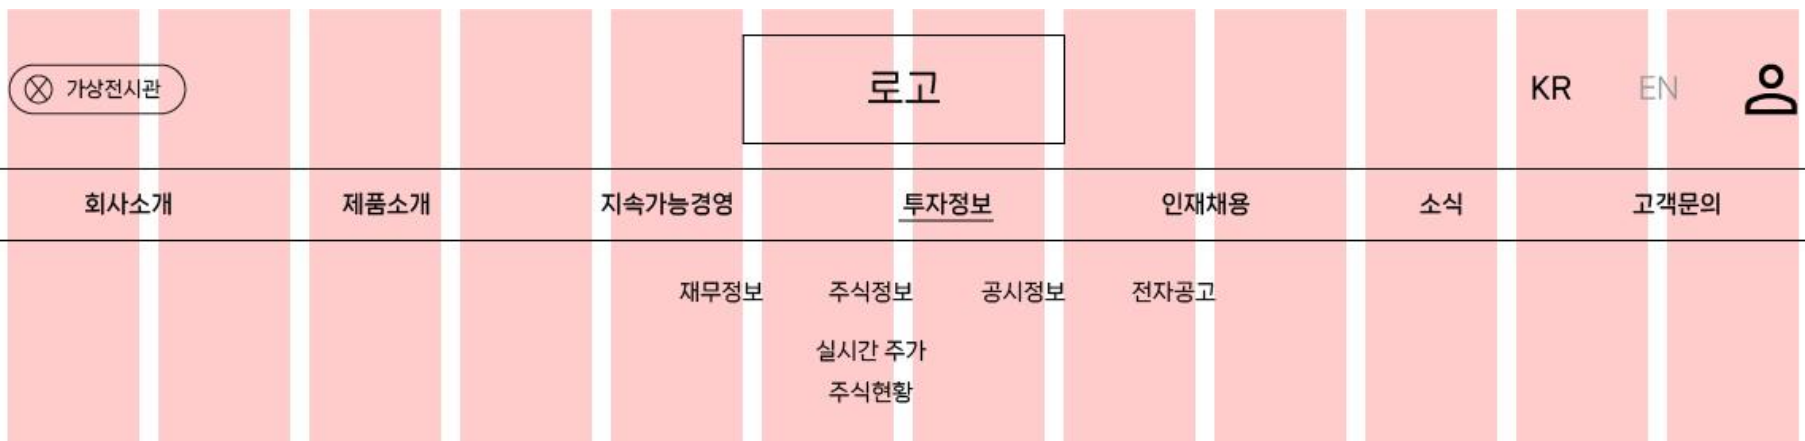 가상전시관
로고
KR EN
회사소개 제품소개 지속가능경영 투자정보 인재채용 소식 고객문의
재무정보 주식정보 공시정보 전자공고
실시간 주가
주식현황